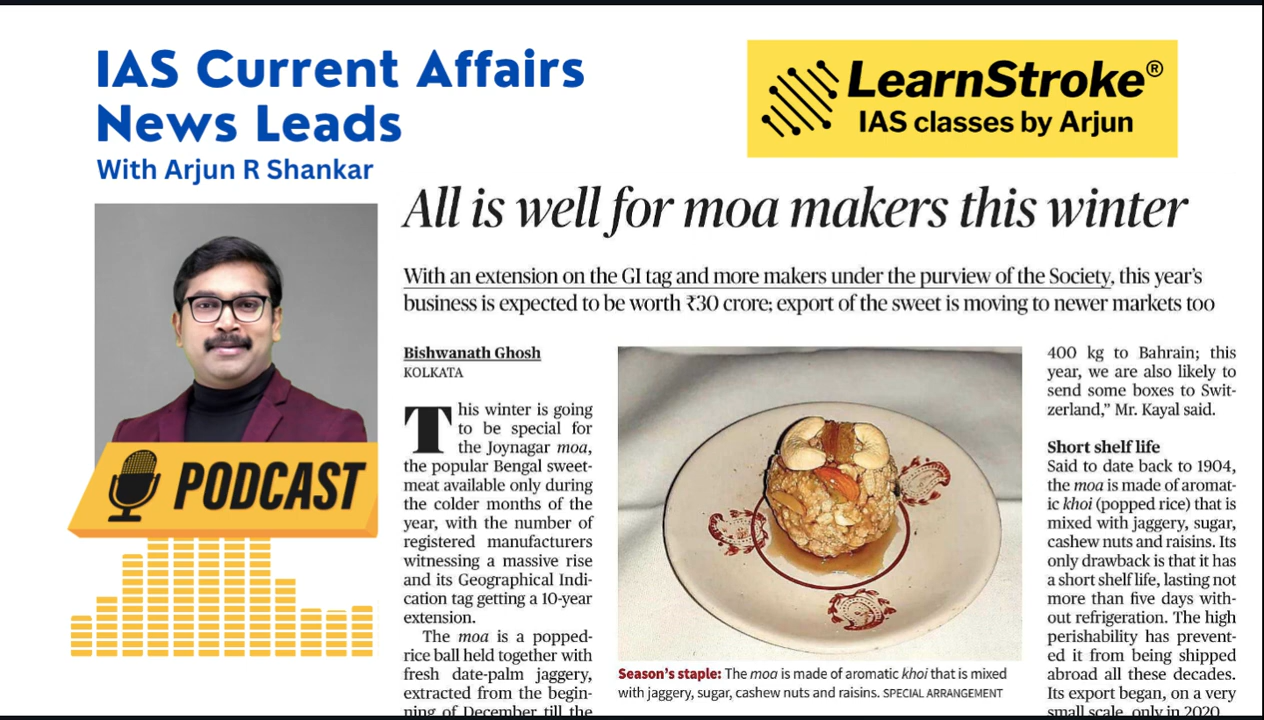 IAS Current Affairs
News Leads
With Arjun R Shankar
LearnStroke®
IAS classes by Arjun
PODCAST
All is well for moa makers this winter
With an extension on the GI tag and more makers under the purview of the Society, this year's
business is expected to be worth ₹30 crore; export of the sweet is moving to newer markets too
Bishwanath Ghosh
KOLKATA
This winter is going
to be special for
the Joynagar moa,
the popular Bengal sweet-
meat available only during
the colder months of the
year, with the number of
registered manufacturers
witnessing a massive rise
and its Geographical Indi-
cation tag getting a 10-year
extension.
The moa is a popped-
rice ball held together with
fresh date-palm jaggery,
extracted from the begin-
ning of December till the
Season's staple: The moa is made of aromatic khoi that is mixed
with jaggery, sugar, cashew nuts and raisins. SPECIAL ARRANGEMENT
400 kg to Bahrain; this
year, we are also likely to
send some boxes to Swit-
zerland," Mr. Kayal said.
Short shelf life
Said to date back to 1904,
the moa is made of aromat-
ic khoi (popped rice) that is
mixed with jaggery, sugar,
cashew nuts and raisins. Its
only drawback is that it has
a short shelf life, lasting not
more than five days with-
out refrigeration. The high
perishability has prevent-
ed it from being shipped
abroad all these decades.
Its export began, on a very
small scale, only in 2020